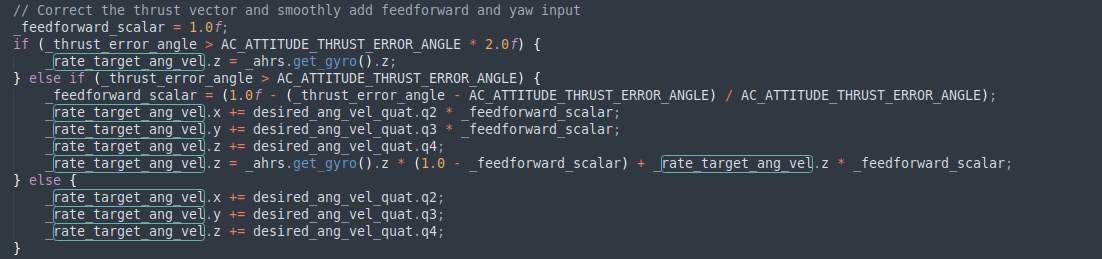 // Correct the thrust vector and smoothly add feedforward and yaw input
_feedforward_scalar = 1.0f;
if (_thrust_error_angle > AC_ATTITUDE_THRUST_ERROR_ANGLE * 2.0f) {
_rate_target_ang_vel.z = _ahrs.get_gyro().z;
} else if (_thrust_error_angle > AC_ATTITUDE_THRUST_ERROR_ANGLE) {
_feedforward_scalar = (1.0f - (_thrust_error_angle - AC_ATTITUDE_THRUST_ERROR_ANGLE) / AC_ATTITUDE_THRUST_ERROR_ANGLE);
_rate_target_ang_vel.x += desired_ang_vel_quat.q2 * _feedforward_scalar;
_rate_target_ang_vel.y += desired_ang_vel_quat.q3 * _feedforward_scalar;
_rate_target_ang_vel.z += desired_ang_vel_quat.q4;
_rate_target_ang_vel.z = _ahrs.get_gyro().z * (1.0 - _feedforward_scalar) + _rate_target_ang_vel.z * _feedforward_scalar;
} else {
_rate_target_ang_vel.x += desired_ang_vel_quat.q2;
_rate_target_ang_vel.y += desired_ang_vel_quat.q3;
_rate_target_ang_vel.z += desired_ang_vel_quat.q4;
}